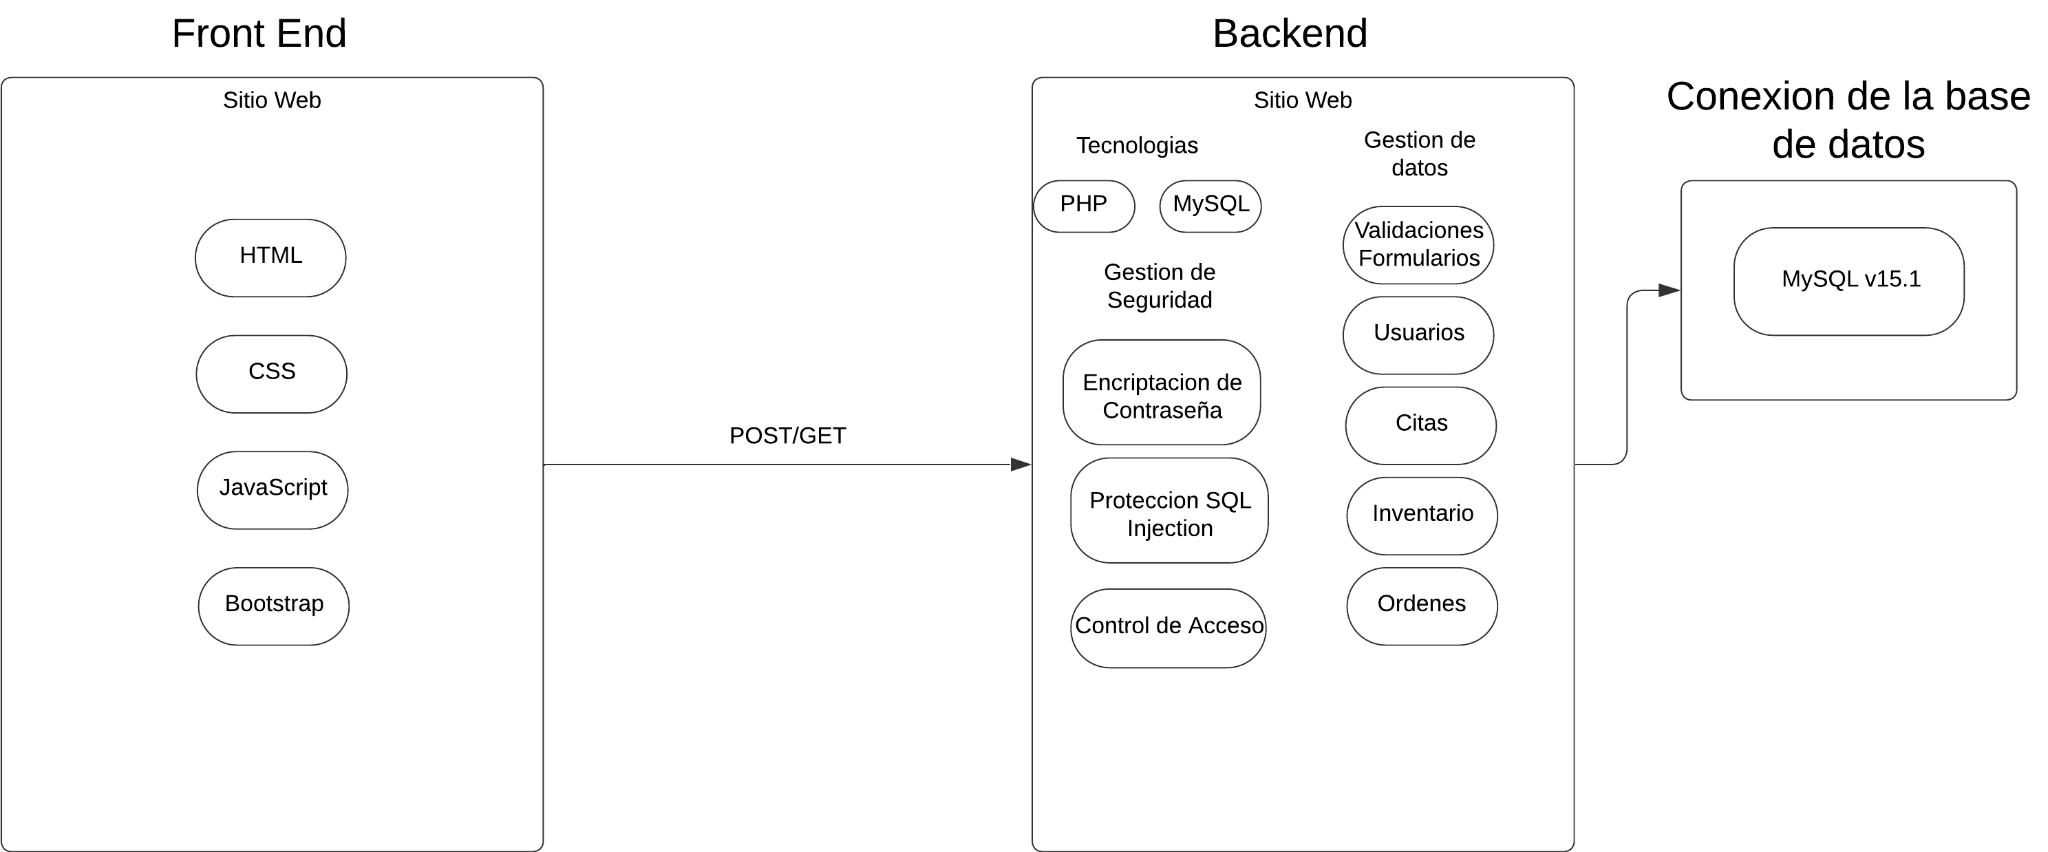 Front End
Sitio Web
HTML
CSS
JavaScript
Bootstrap
POST/GET
Backend
Sitio Web
Tecnologias
PHP
MySQL
Gestion de
Seguridad
Encriptacion de
Contraseña
Proteccion SQL
Injection
Control de Acceso
Gestion de
datos
Validaciones
Formularios
Usuarios
Citas
Inventario
Ordenes
Conexion de la base
de datos
MySQL v15.1